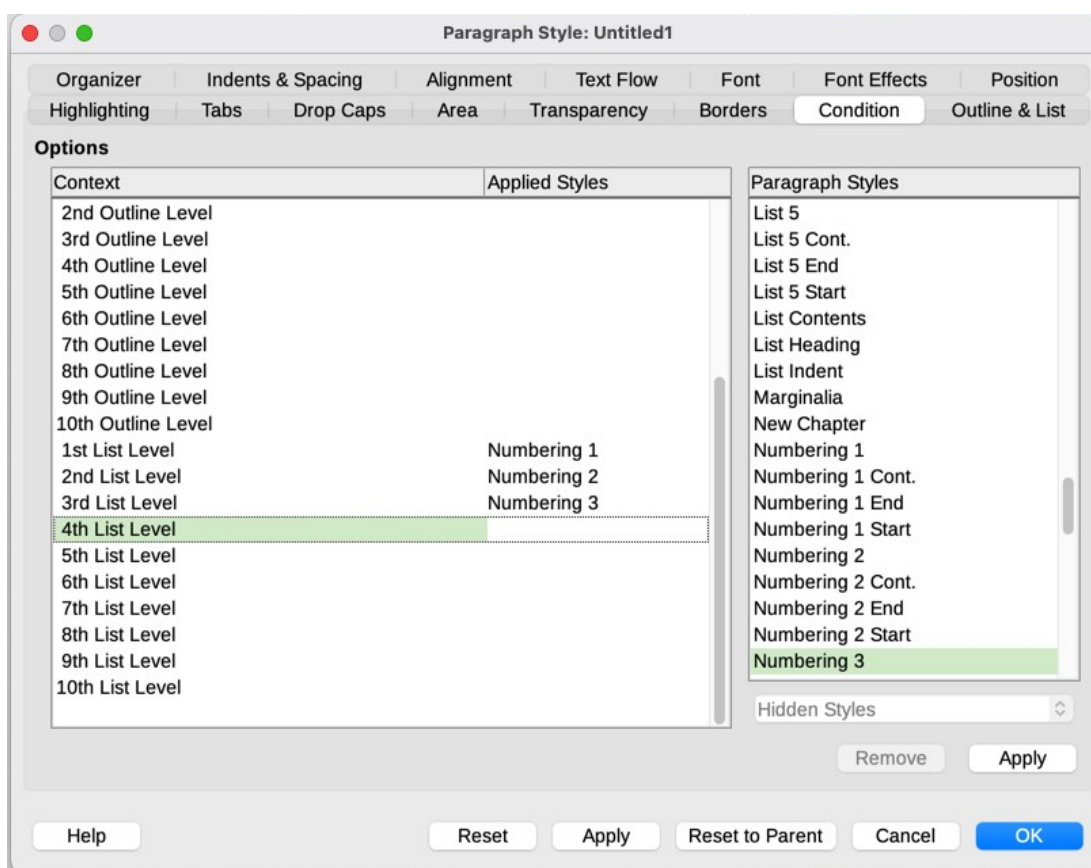 Paragraph Style: Untitled1
Organizer Indents & Spacing Alignment Text Flow Font Font Effects Position
Highlighting Tabs Drop Caps Area Transparency Borders Condition Outline & List
Options
Context Applied Styles Paragraph Styles
2nd Outline Level List 5
3rd Outline Level List 5 Cont.
4th Outline Level List 5 End
5th Outline Level List 5 Start
6th Outline Level List Contents
7th Outline Level List Heading
8th Outline Level List Indent
9th Outline Level Marginalia
10th Outline Level New Chapter
1st List Level Numbering 1 Numbering 1
2nd List Level Numbering 2 Numbering 1 Cont.
3rd List Level Numbering 3 Numbering 1 End
4th List Level Numbering 1 Start
5th List Level Numbering 2
6th List Level Numbering 2 Cont.
7th List Level Numbering 2 End
8th List Level Numbering 2 Start
9th List Level Numbering 3
10th List Level
Hidden Styles
Remove Apply
Help Reset Apply Reset to Parent Cancel OK